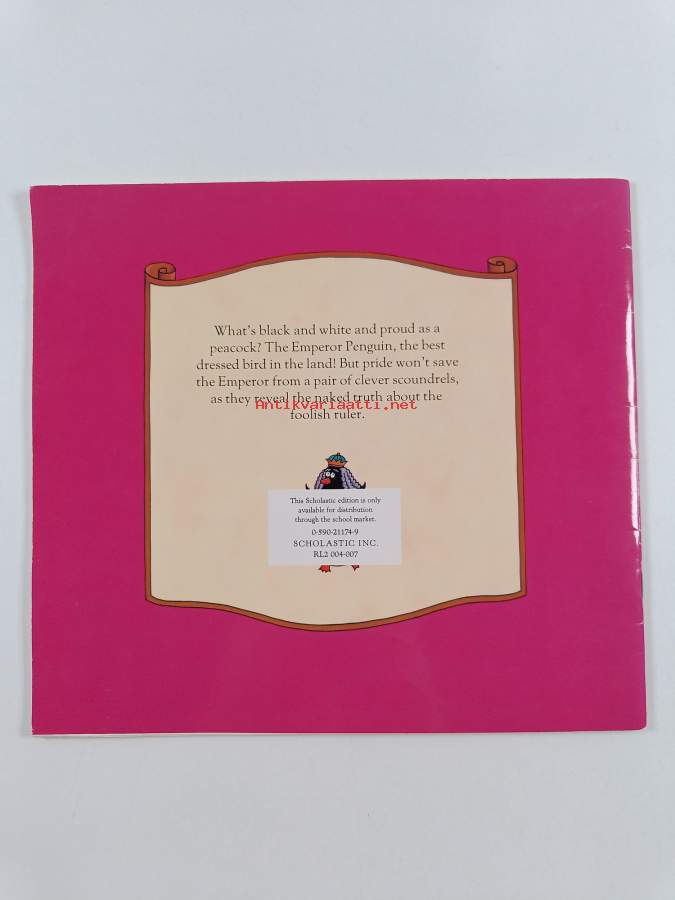 What's black and white and proud as a
peacock? The Emperor Penguin, the best
dressed bird in the land! But pride won't save
the Emperor from a pair of clever scoundrels,
as they reveal the naked truth about the
Antikvariaatti.net
foolish ruler.
This Scholastic edition is only
available for distribution
through the school market.
0-590-21174-9
SCHOLASTIC INC.
RL2 004-007